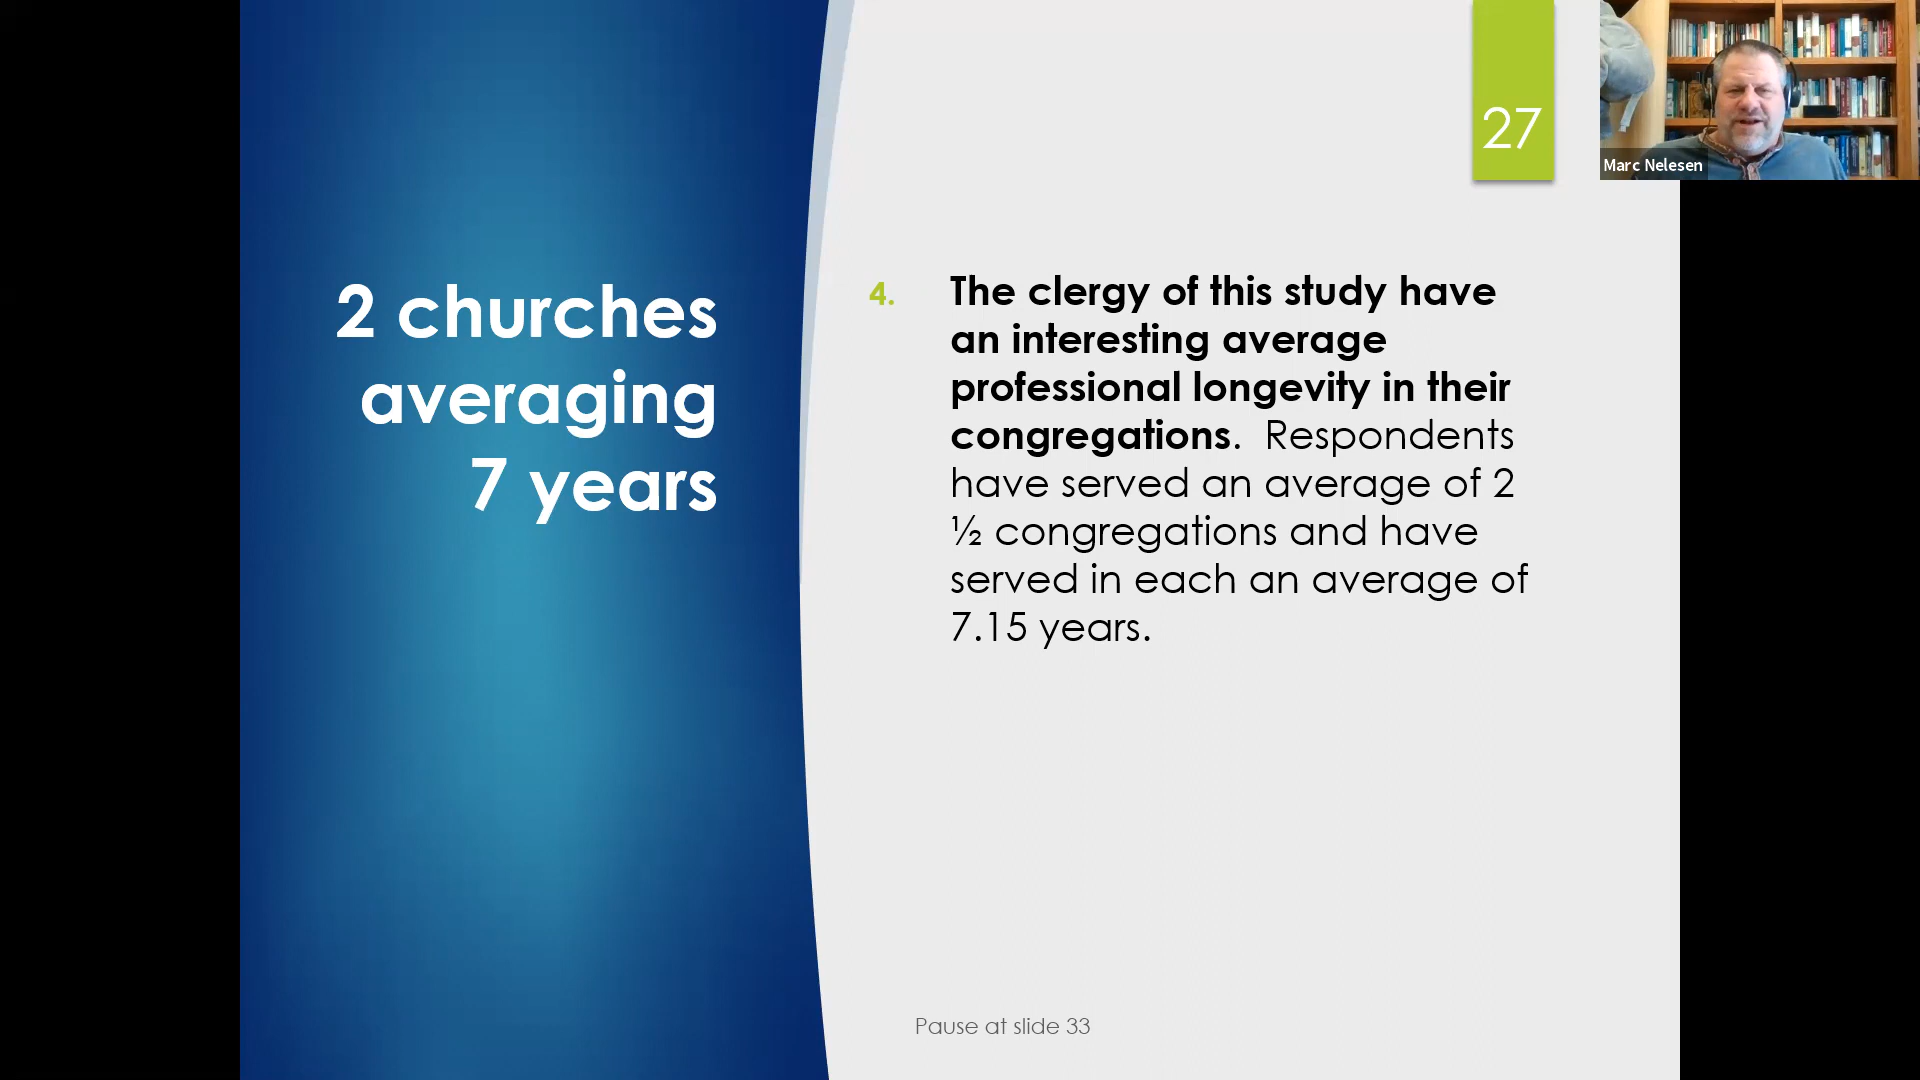 2 churches
averaging
7 years
27
Marc Nelesen
4. The clergy of this study have
an interesting average
professional longevity in their
congregations.  Respondents
have served an average of 2
½ congregations and have
served in each an average of
7.15 years.
Pause at slide 33